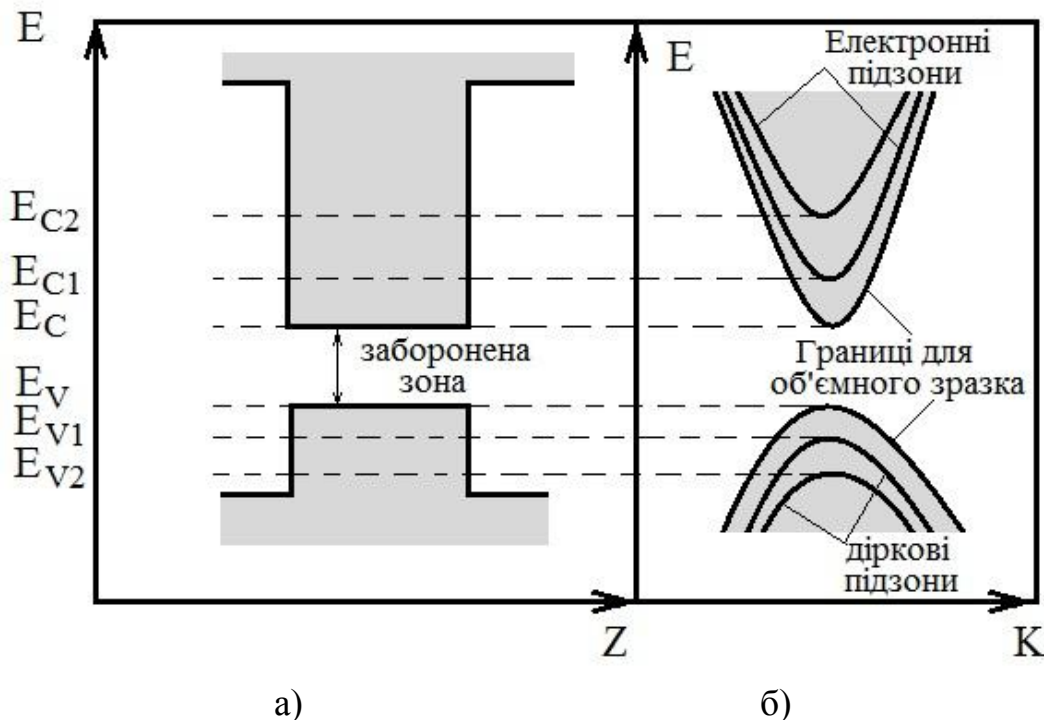 E
E
Електронні
підзони
E_C2
E_C1
E_C
заборонена
зона
Границі для
об'ємного зразка
E_V
E_V1
E_V2
діркові
підзони
Z
K
а)
б)